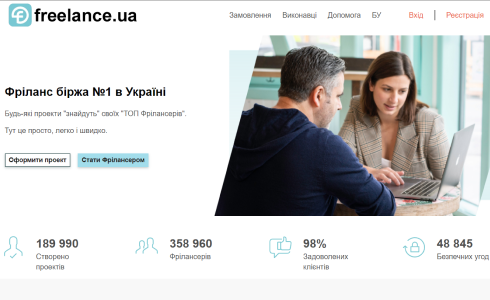 freelance.ua
Замовлення Виконавці Допомога БУ Вхід | Реєстрація
Фріланс біржа №1 в Україні
Будь-які проекти "знайдуть" своїх "ТОП Фрілансерів".
Тут це просто, легко і швидко.
Оформити проект Стати Фрілансером
189 990 358 960 98% 48 845
Створено Фрілансерів Задоволених Безпечних угод
проектів клієнтів